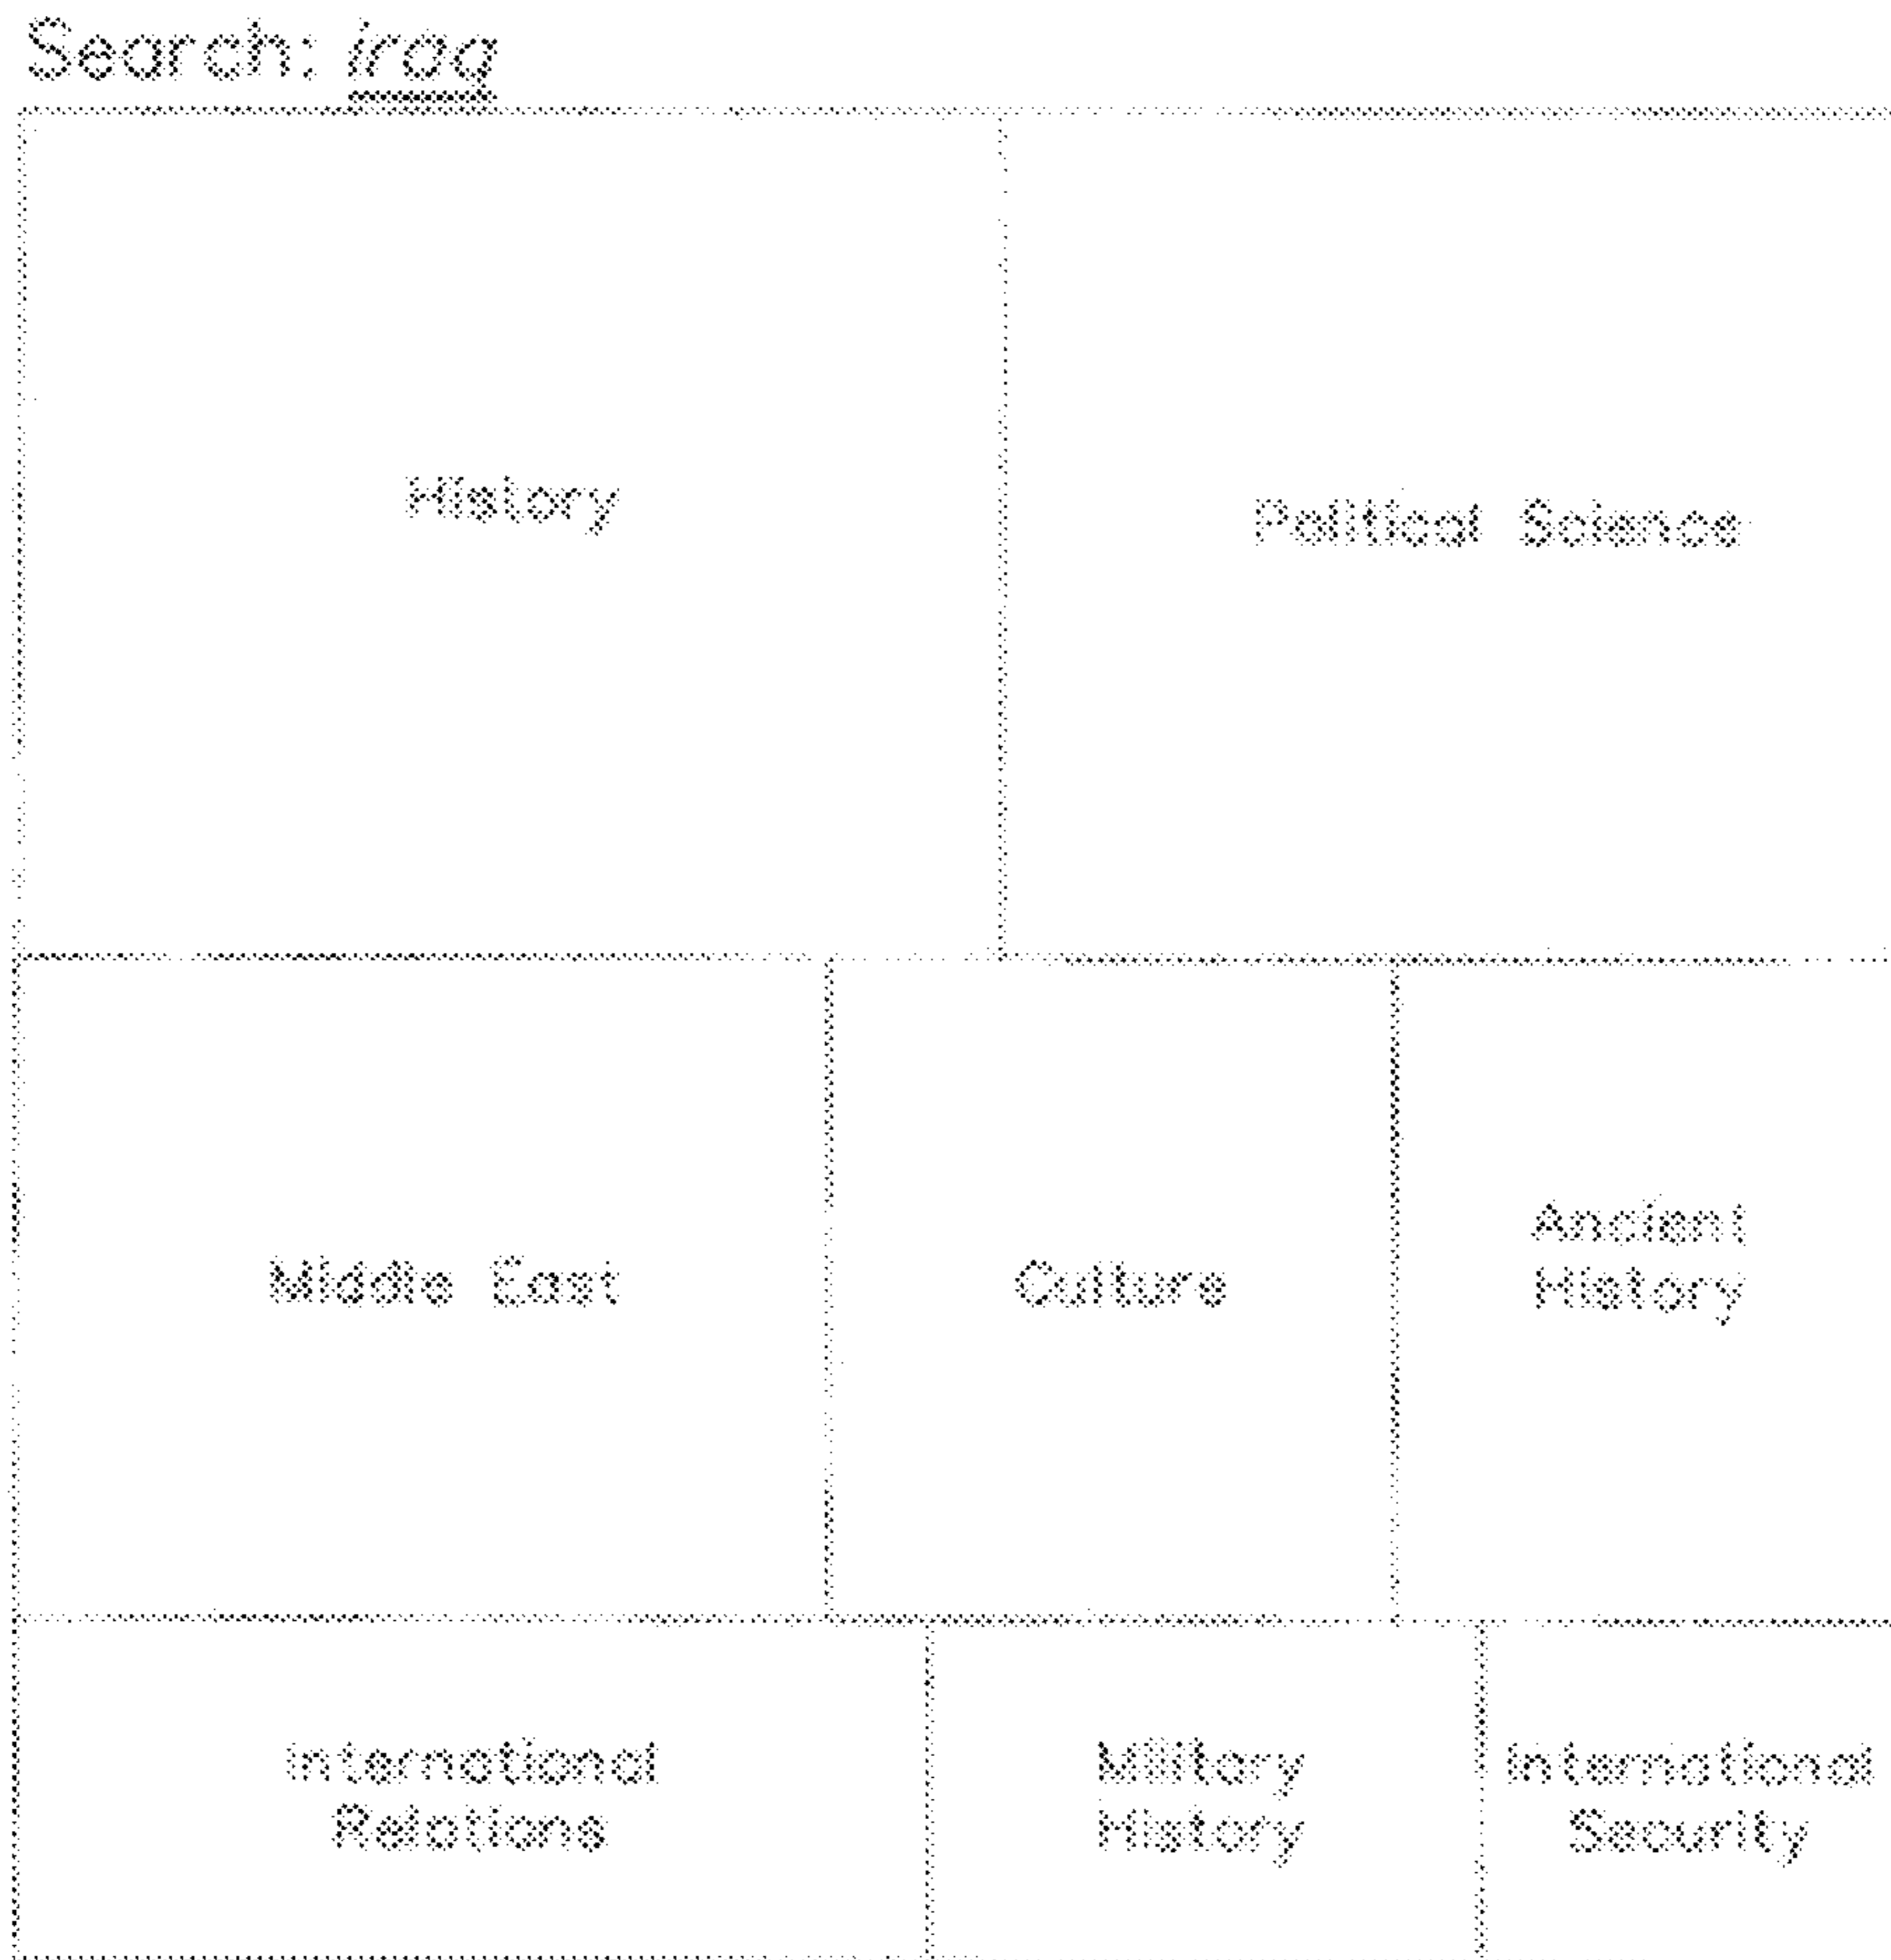 Search: iraq
History
Political Science
Middle East
Culture
Ancient
History
International
Relations
Military
History
International
Security